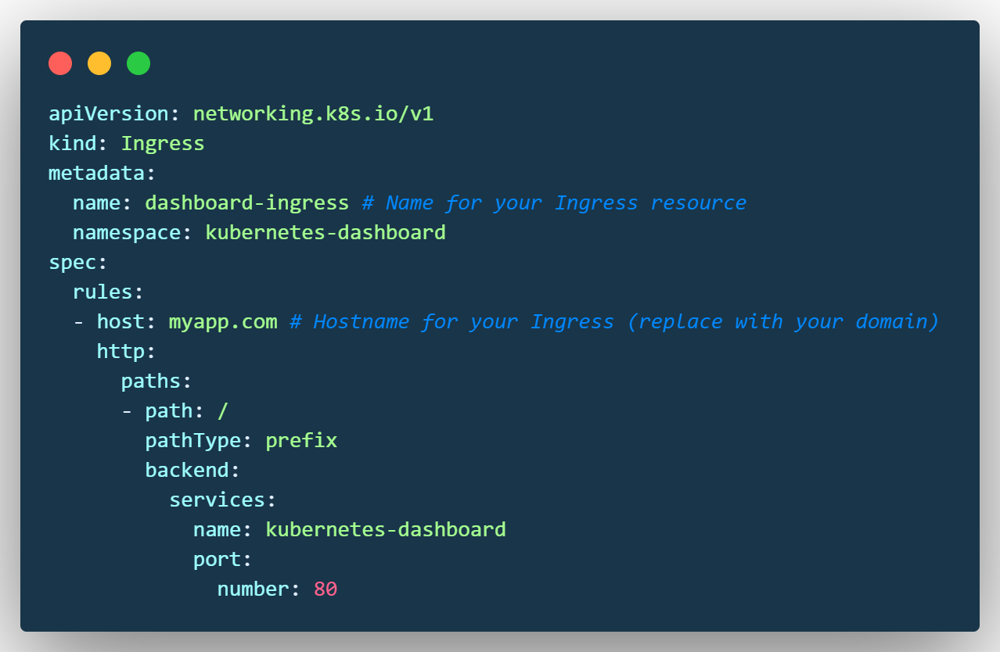 apiVersion: networking.k8s.io/v1
kind: Ingress
metadata:
  name: dashboard-ingress # Name for your Ingress resource
  namespace: kubernetes-dashboard
spec:
  rules:
  - host: myapp.com # Hostname for your Ingress (replace with your domain)
    http:
      paths:
      - path: /
        pathType: prefix
        backend:
          services:
            name: kubernetes-dashboard
            port:
              number: 80